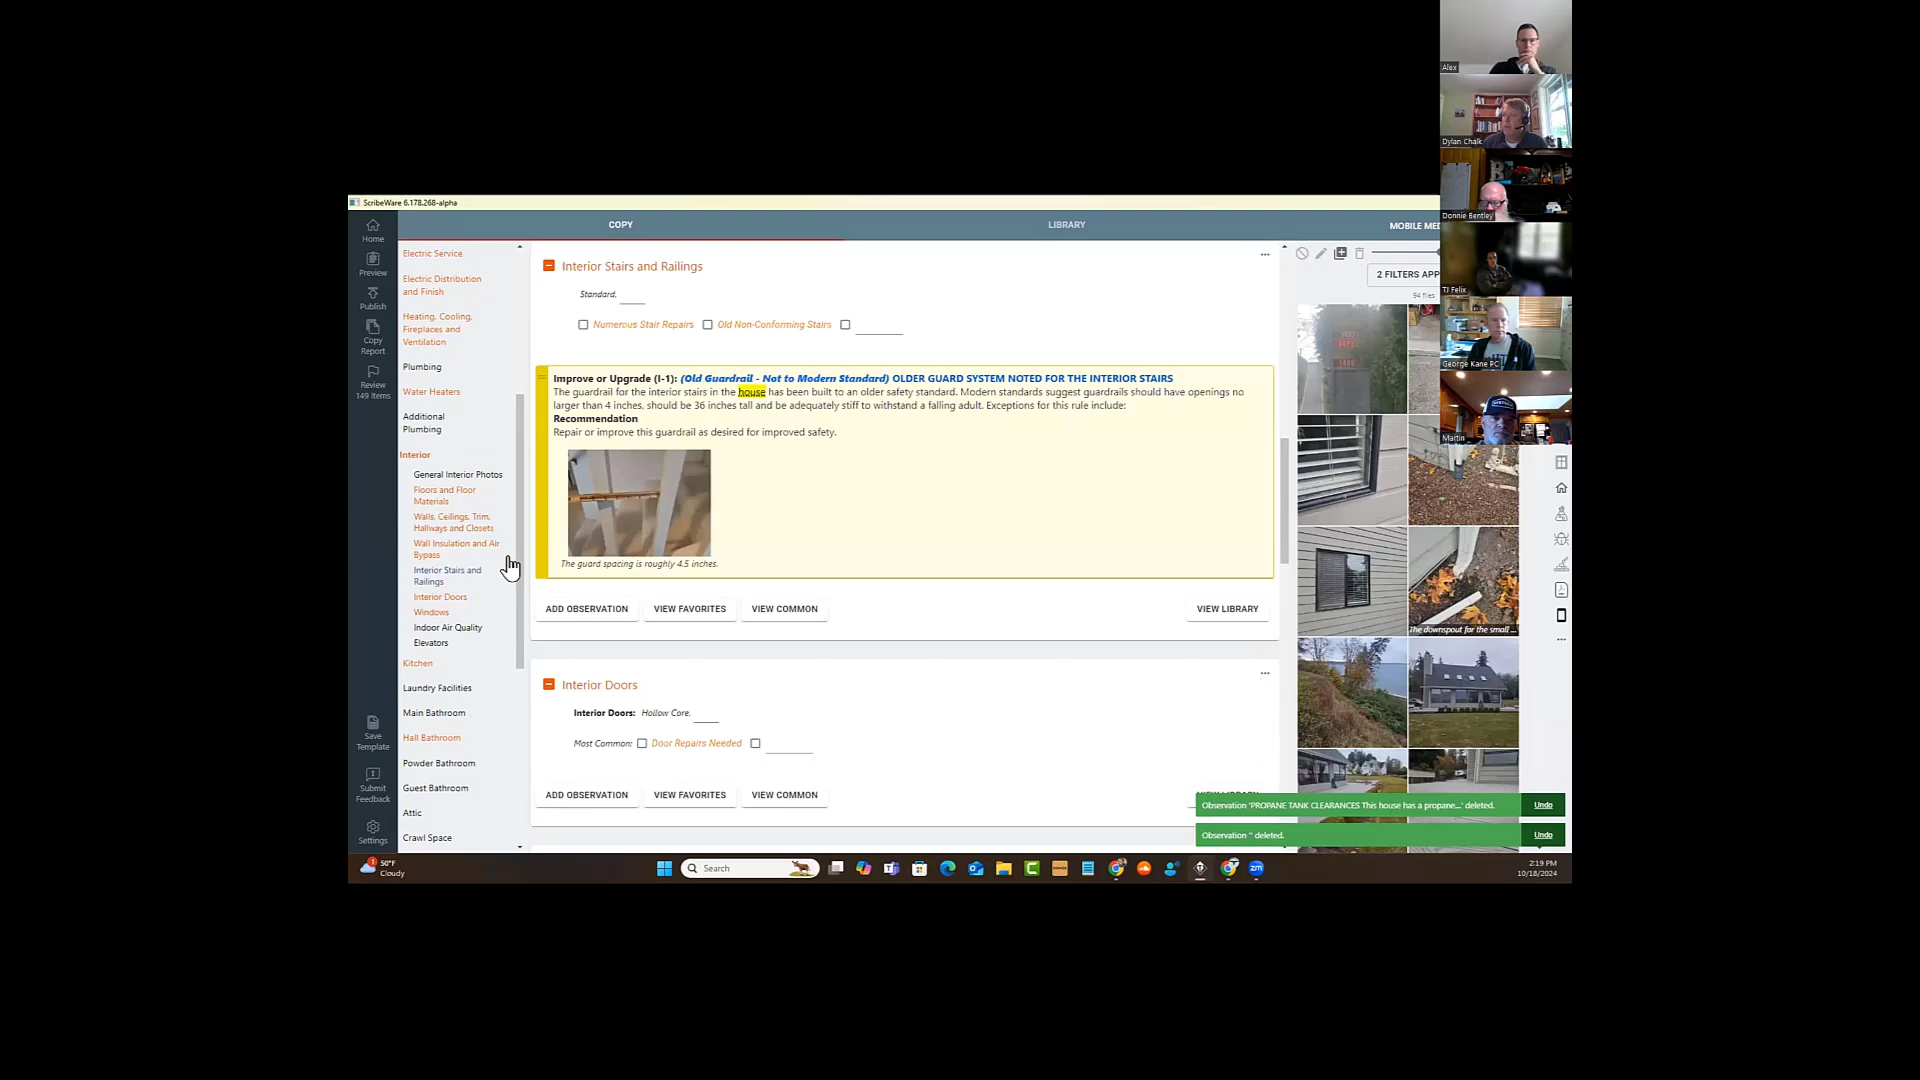 Alex
Dylan Chalk
Donnie Bentley
TJ Felix
George Kane PC
Martin
ScribeWare 6.178.268-alpha
COPY
LIBRARY
MOBILE MED
Home
Preview
Publish
Copy
Report
Review
149 Items
Save
Template
Submit
Feedback
Settings
Electric Service
Electric Distribution
and Finish
Heating, Cooling,
Fireplaces and
Ventilation
Plumbing
Water Heaters
Additional
Plumbing
Interior
General Interior Photos
Floors and Floor
Materials
Walls, Ceilings, Trim,
Hallways and Closets
Wall Insulation and Air
Bypass
Interior Stairs and
Railings
Interior Doors
Windows
Indoor Air Quality
Elevators
Kitchen
Laundry Facilities
Main Bathroom
Hall Bathroom
Powder Bathroom
Guest Bathroom
Attic
Crawl Space
Interior Stairs and Railings
Standard,
Numerous Stair Repairs Old Non-Conforming Stairs
Improve or Upgrade (I-1): (Old Guardrail - Not to Modern Standard) OLDER GUARD SYSTEM NOTED FOR THE INTERIOR STAIRS
The guardrail for the interior stairs in the house has been built to an older safety standard. Modern standards suggest guardrails should have openings no
larger than 4 inches, should be 36 inches tall and be adequately stiff to withstand a falling adult. Exceptions for this rule include:
Recommendation
Repair or improve this guardrail as desired for improved safety.
The guard spacing is roughly 4.5 inches.
ADD OBSERVATION VIEW FAVORITES VIEW COMMON VIEW LIBRARY
Interior Doors
Interior Doors: Hollow Core,
Most Common: Door Repairs Needed
ADD OBSERVATION VIEW FAVORITES VIEW COMMON
2 FILTERS APP
94 files
The downspout for the small ...
Observation 'PROPANE TANK CLEARANCES This house has a propane...' deleted. Undo
Observation '' deleted. Undo
50°F
Cloudy
Search
2:19 PM
10/18/2024